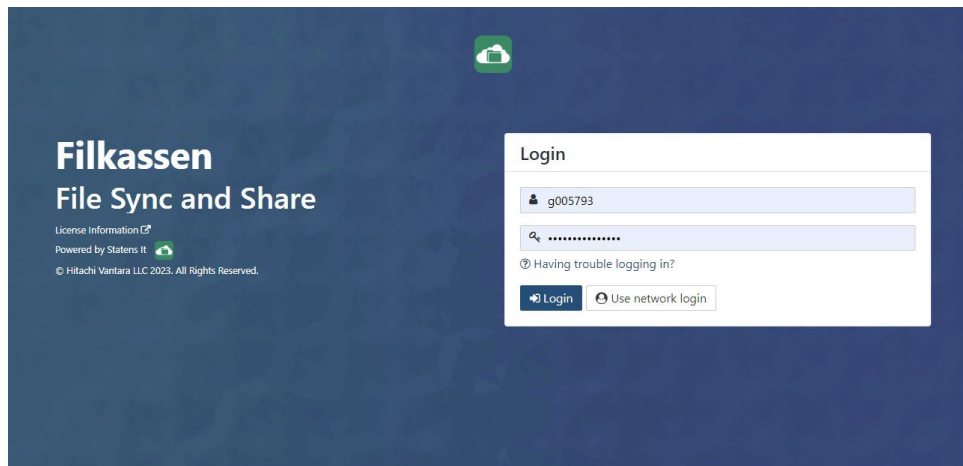 Filkassen
File Sync and Share
License Information
Powered by Statens It
© Hitachi Vantara LLC 2023. All Rights Reserved.
Login
g005793
•••••••••••••••
Having trouble logging in?
Login
Use network login